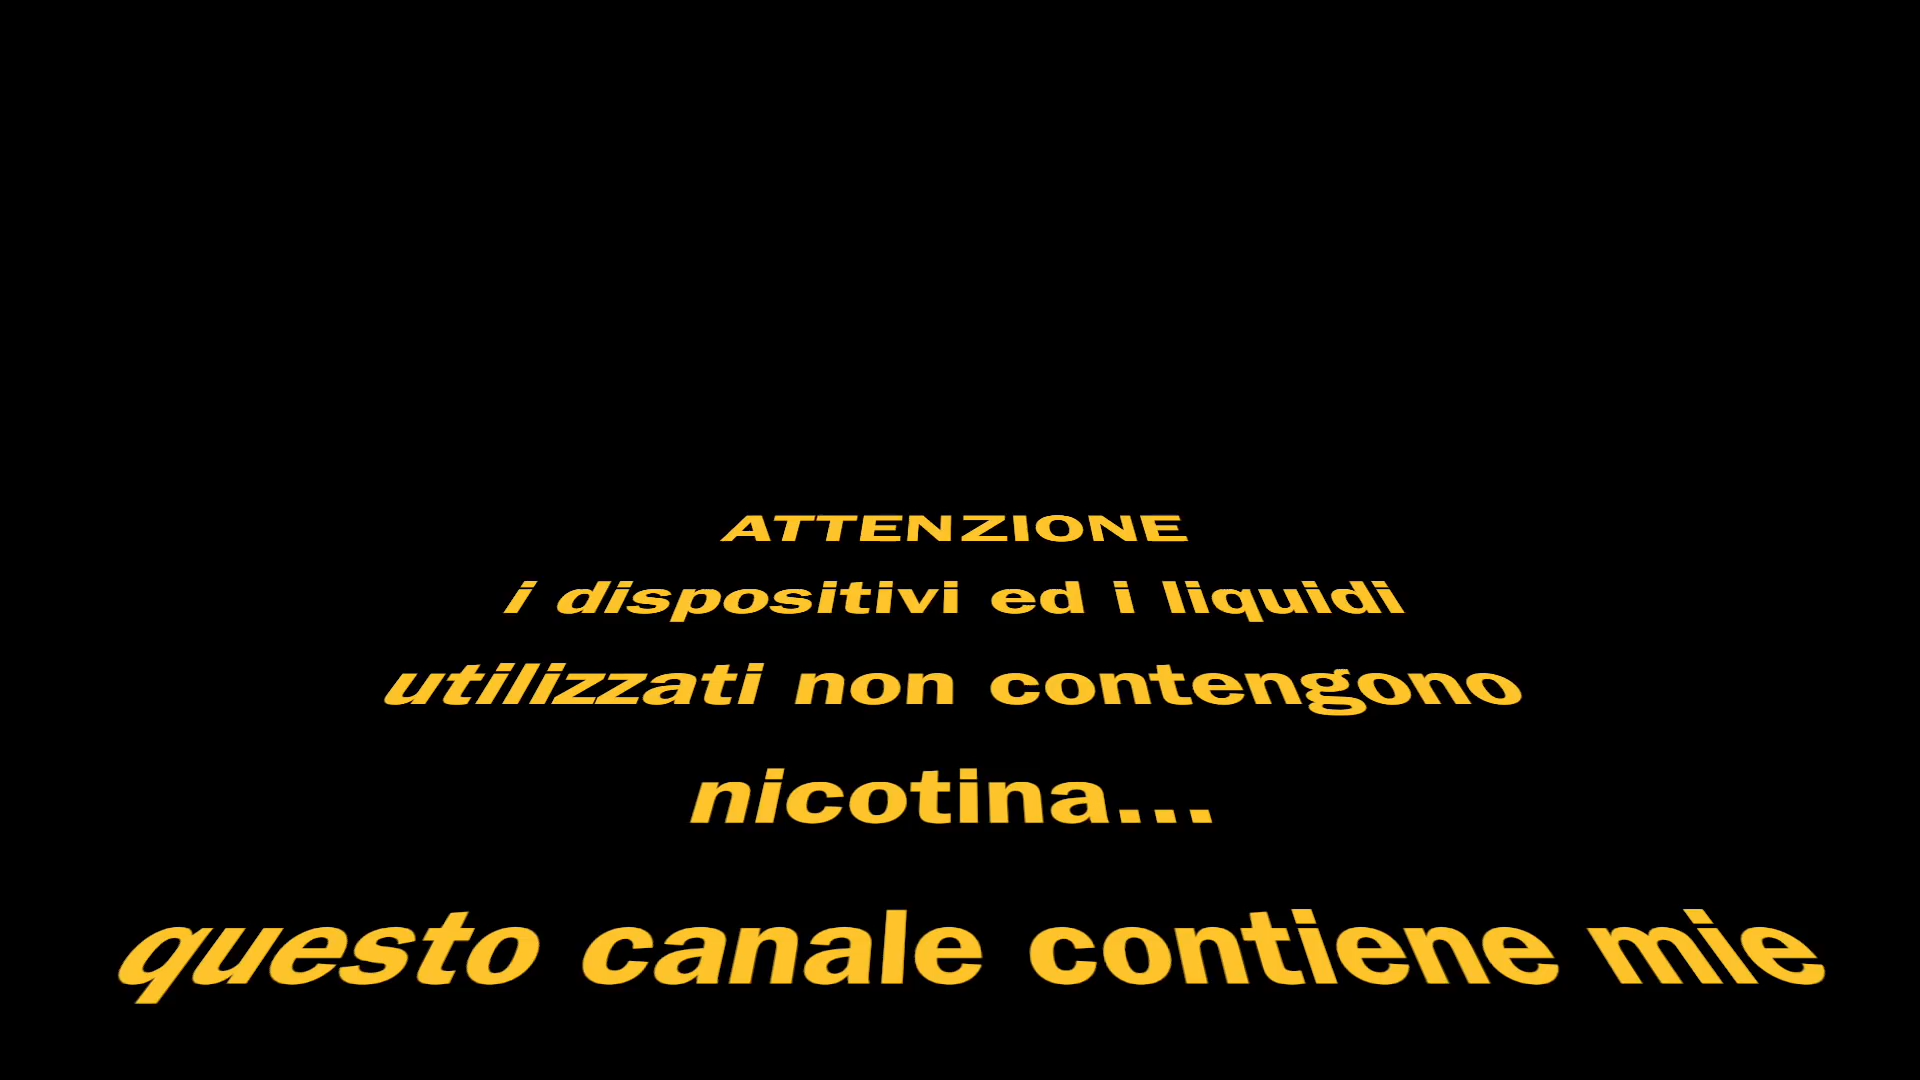 ATTENZIONE
i dispositivi ed i liquidi
utilizzati non contengono
nicotina...
questo canale contiene mie